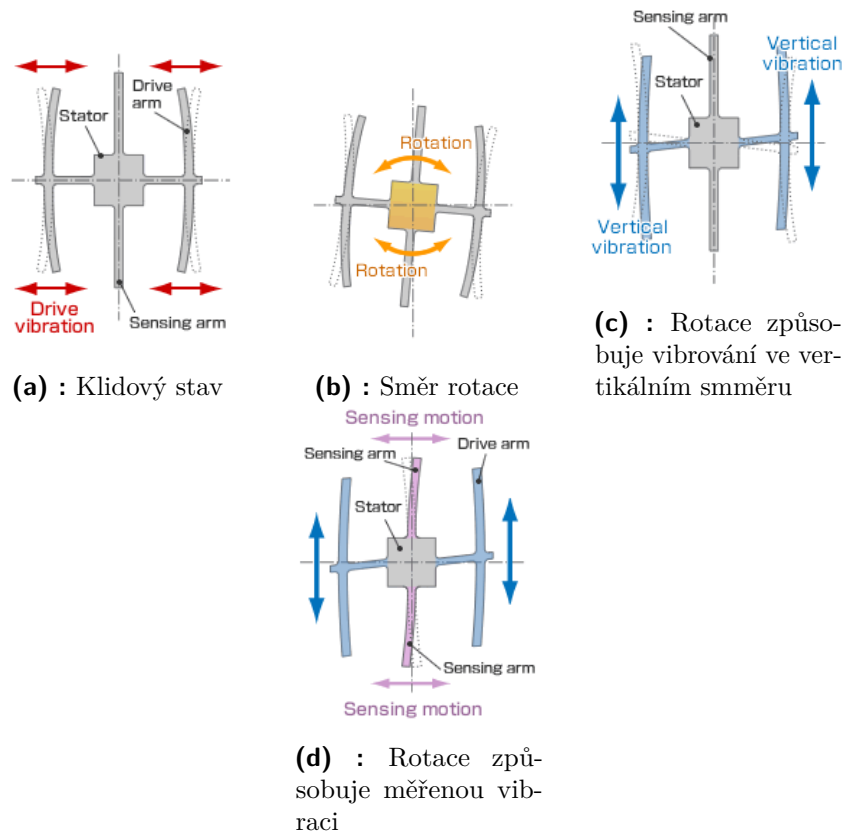 Drive
arm
Stator
Drive
vibration
Sensing arm
(a) : Klidový stav
Rotation
Rotation
(b) : Směr rotace
Sensing arm
Vertical
vibration
Stator
Vertical
vibration
(c) : Rotace způso-
buje vibrování ve ver-
tikálním smměru
Sensing motion
Drive arm
Sensing arm
Stator
Sensing arm
Sensing motion
(d) : Rotace způ-
sobuje měřenou vib-
raci